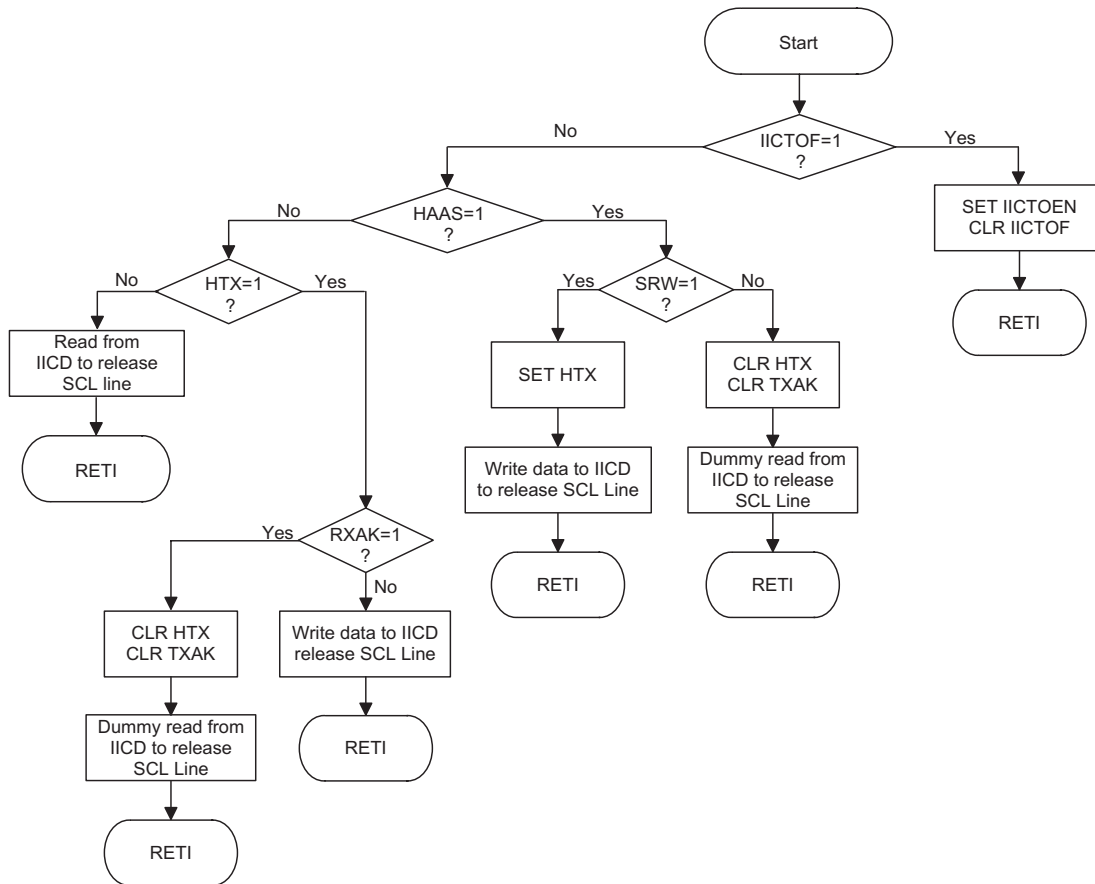 Start
No
IICTOF=1
?
Yes
SET IICTOEN
CLR IICTOF
RETI
No
HAAS=1
?
Yes
No
HTX=1
?
Yes
Yes
SRW=1
?
No
Read from
IICD to release
SCL line
RETI
SET HTX
CLR HTX
CLR TXAK
Write data to IICD
to release SCL Line
Dummy read from
IICD to release
SCL Line
RETI
RETI
Yes
RXAK=1
?
No
CLR HTX
CLR TXAK
Write data to IICD
release SCL Line
Dummy read from
IICD to release
SCL Line
RETI
RETI